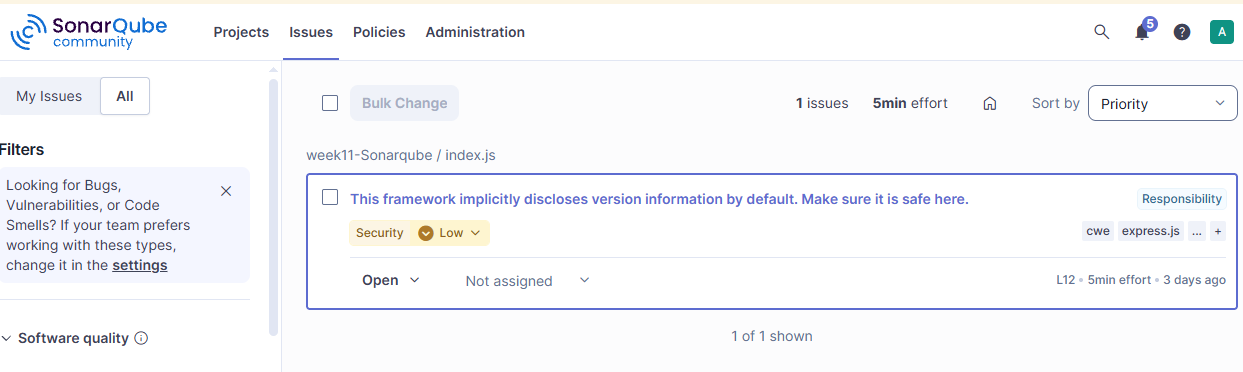 SonarQube
community
Projects Issues Policies Administration
5
?
A
My Issues All
Bulk Change
1 issues 5min effort
Sort by Priority
Filters
Looking for Bugs,
Vulnerabilities, or Code
Smells? If your team prefers
working with these types,
change it in the settings
Software quality
week11-Sonarqube / index.js
This framework implicitly discloses version information by default. Make sure it is safe here.
Responsibility
Security Low
cwe express.js ... +
Open Not assigned
L12 • 5min effort • 3 days ago
1 of 1 shown